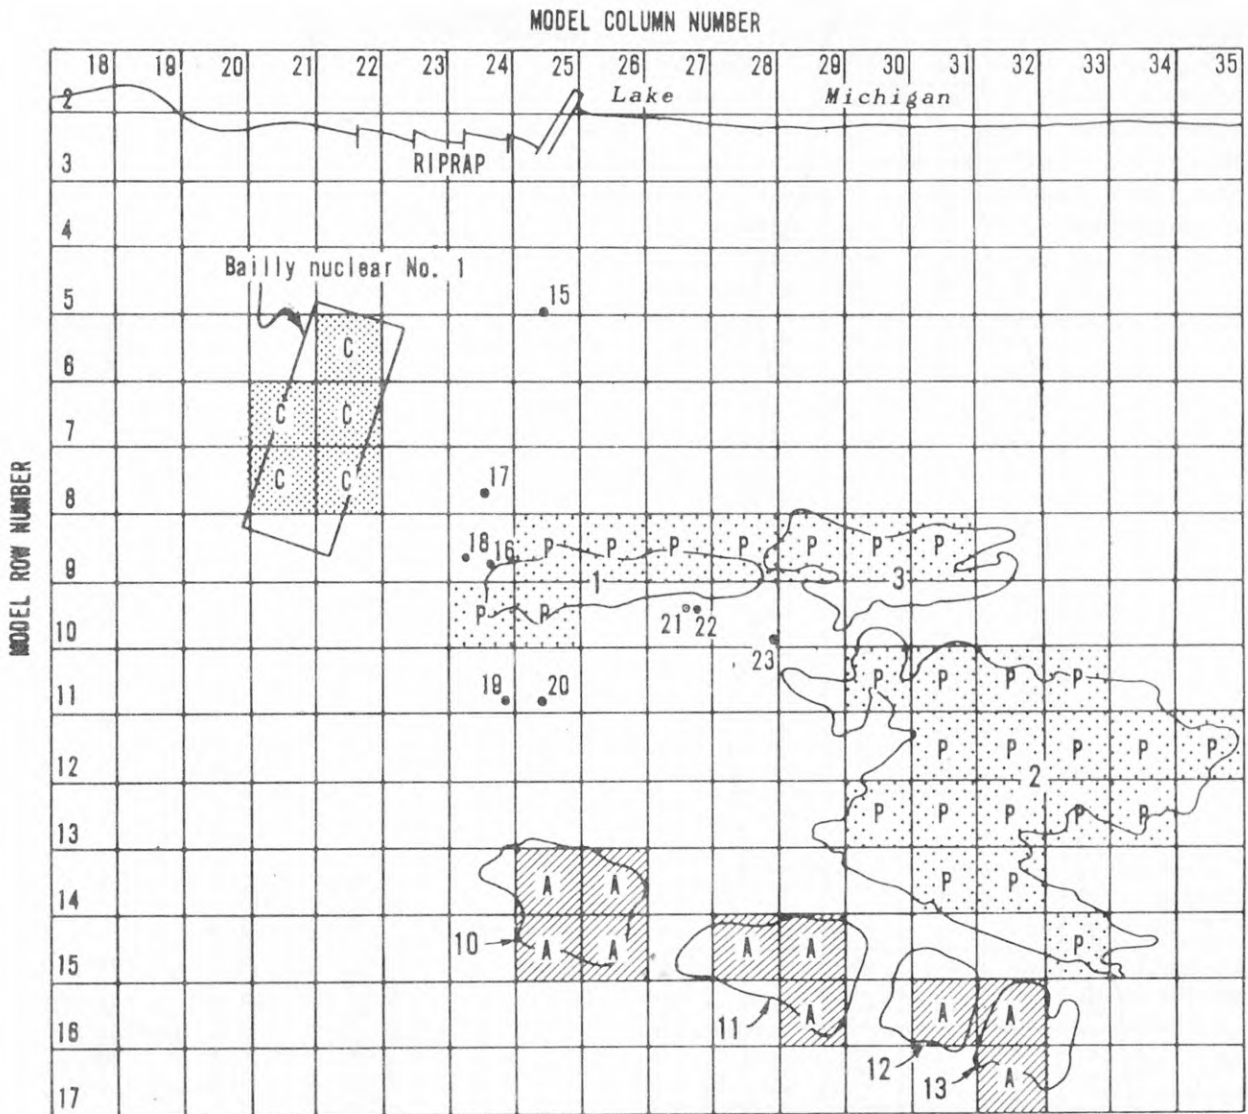 MODEL COLUMN NUMBER
18 19 20 21 22 23 24 25 26 27 28 29 30 31 32 33 34 35
Lake Michigan
2
RIPRAP
3
4
Bailly nuclear No. 1
15
5
C
6
C C
7
C C
17
8
18 16
P P P P P P P
9
1 3
P P
21 22
10
23
P P P P
19 20
11
P P P P P
12
2
P P P P P
13
A A
P P
14
10
A A
A A
P
15
11
A
A A
16
12
13
A
17
MODEL ROW NUMBER